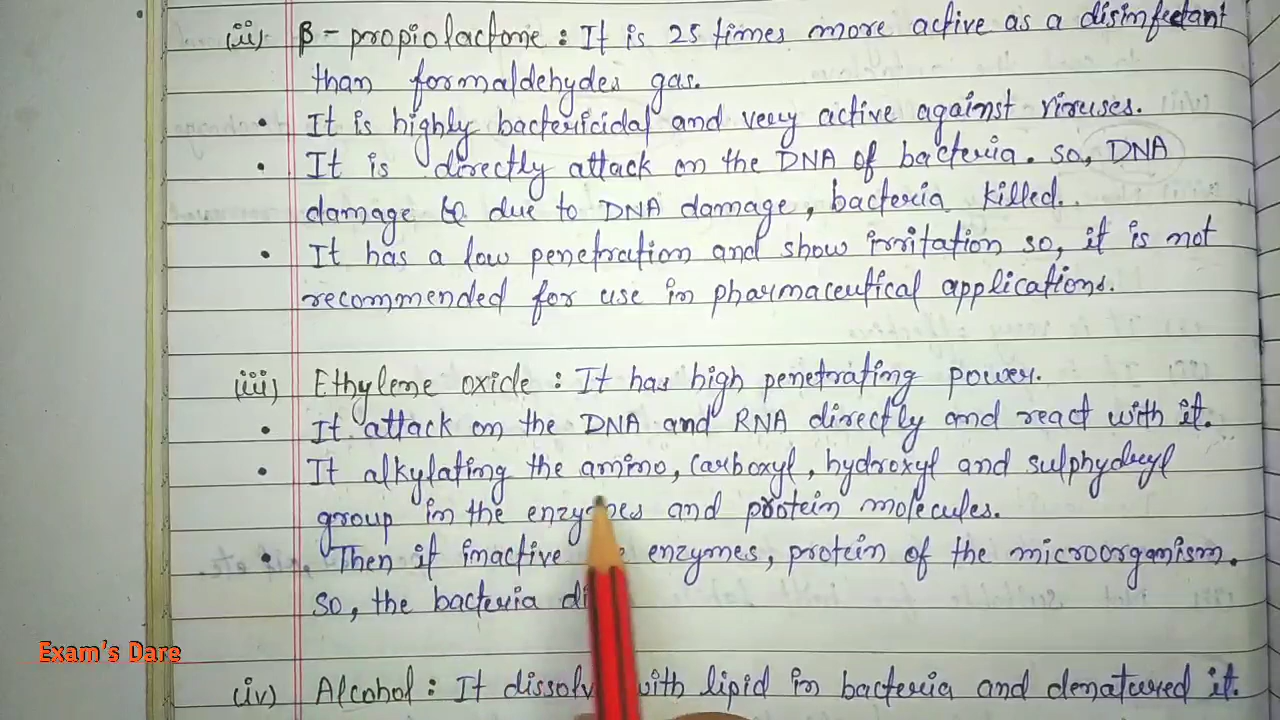 (ii) β - propiolactone : It is 25 times more active as a disinfectant
than formaldehydes gas.
• It is highly bactericidal and very active against viruses.
• It is directly attack on the DNA of bacteria. so, DNA
damage & due to DNA damage, bacteria killed.
• It has a low penetration and show irritation so, it is not
recommended for use in pharmaceutical applications.
(iii) Ethylene oxide : It has high penetrating power.
• It attack on the DNA and RNA directly and react with it.
• It alkylating the amino, carboxyl, hydroxyl and sulphydryl
group in the enzymes and protein molecules.
• Then it inactive enzymes, protein of the microorganism.
so, the bacteria
Exam's Dare
(iv) Alcohol : It with lipid in bacteria and denatured it.